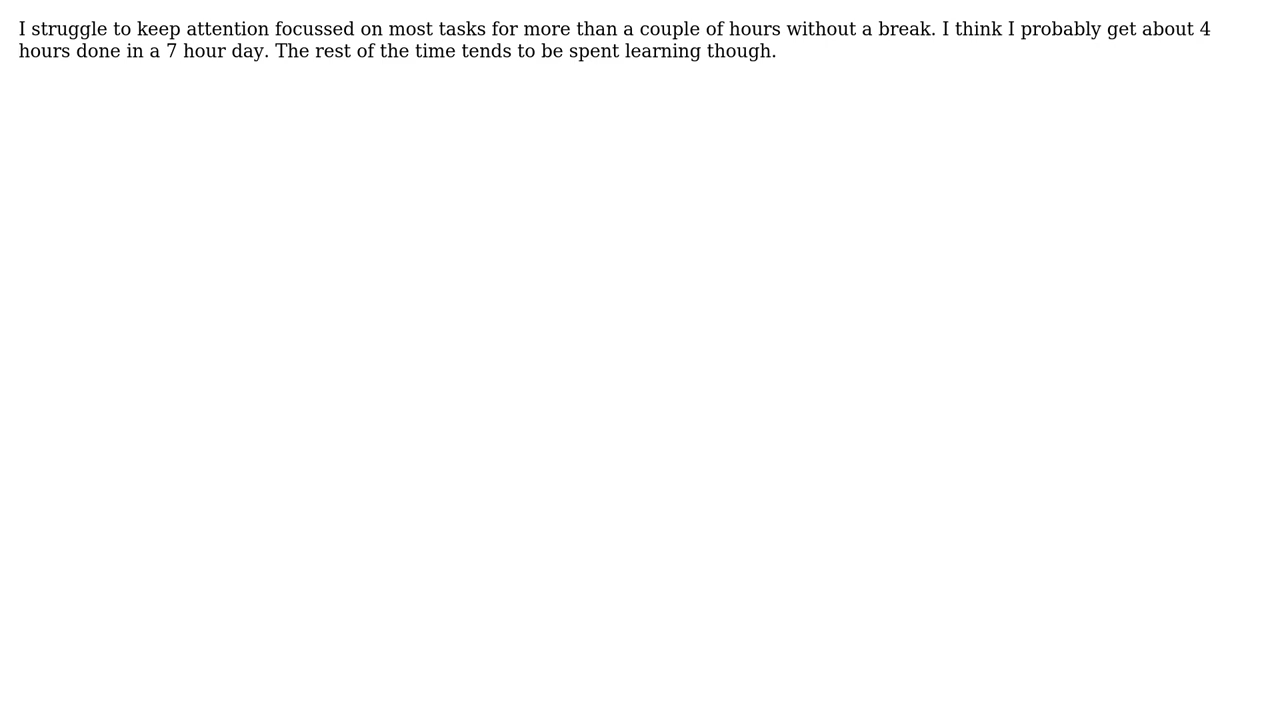 I struggle to keep attention focussed on most tasks for more than a couple of hours without a break. I think I probably get about 4
hours done in a 7 hour day. The rest of the time tends to be spent learning though.